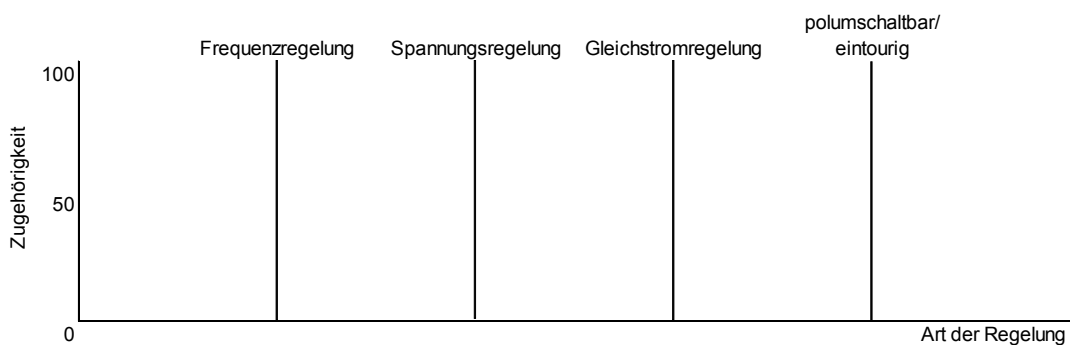 polumschaltbar/
Frequenzregelung Spannungsregelung Gleichstromregelung eintourig
100
Zugehörigkeit
50
0
Art der Regelung